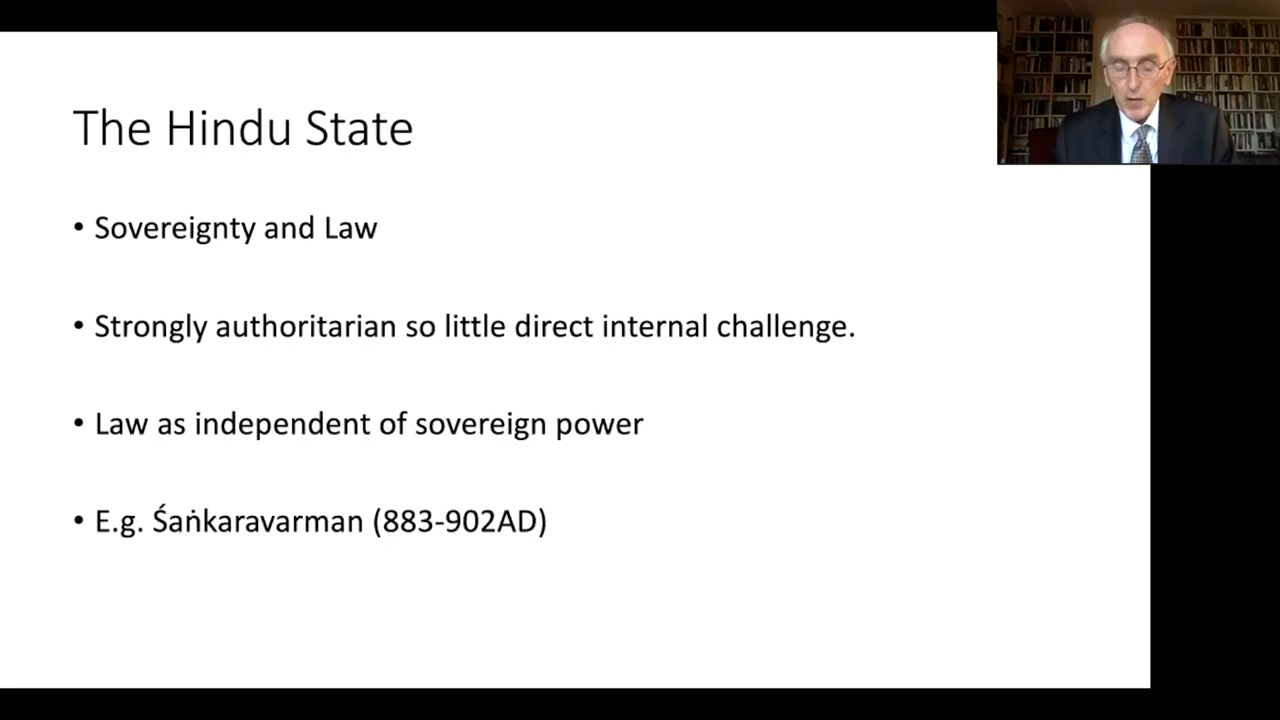 The Hindu State
• Sovereignty and Law
• Strongly authoritarian so little direct internal challenge.
• Law as independent of sovereign power
• E.g. Śaṅkaravarman (883-902AD)